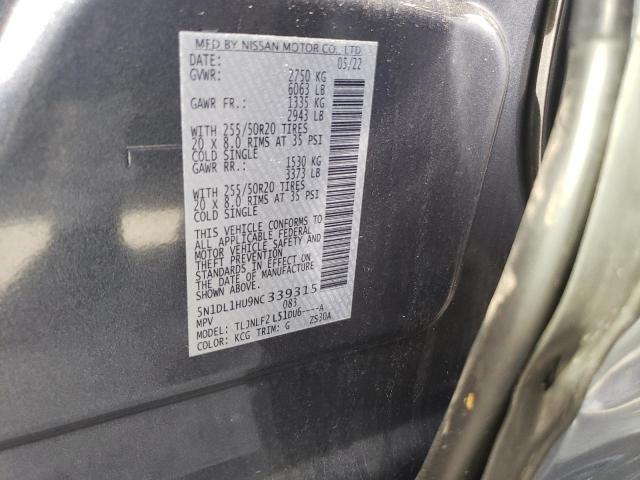 MFD BY NISSAN MOTOR CO., LTD
DATE: 05/22
GVWR: 2750 KG
6063 LB
GAWR FR.: 1335 KG
2943 LB
WITH 255/50R20 TIRES
20 X 8.0 RIMS AT 35 PSI
COLD SINGLE
GAWR RR.: 1530 KG
3373 LB
WITH 255/50R20 TIRES
20 X 8.0 RIMS AT 35 PSI
COLD SINGLE
THIS VEHICLE CONFORMS TO
ALL APPLICABLE FEDERAL
MOTOR VEHICLE SAFETY AND
THEFT PREVENTION
STANDARDS IN EFFECT ON
DATE OF MANUFACTURE
5N1DL1HU9NC339315
MPV 083
MODEL: TLJNLF2 L51DU6----A
COLOR: KCG TRIM: G ZS30A